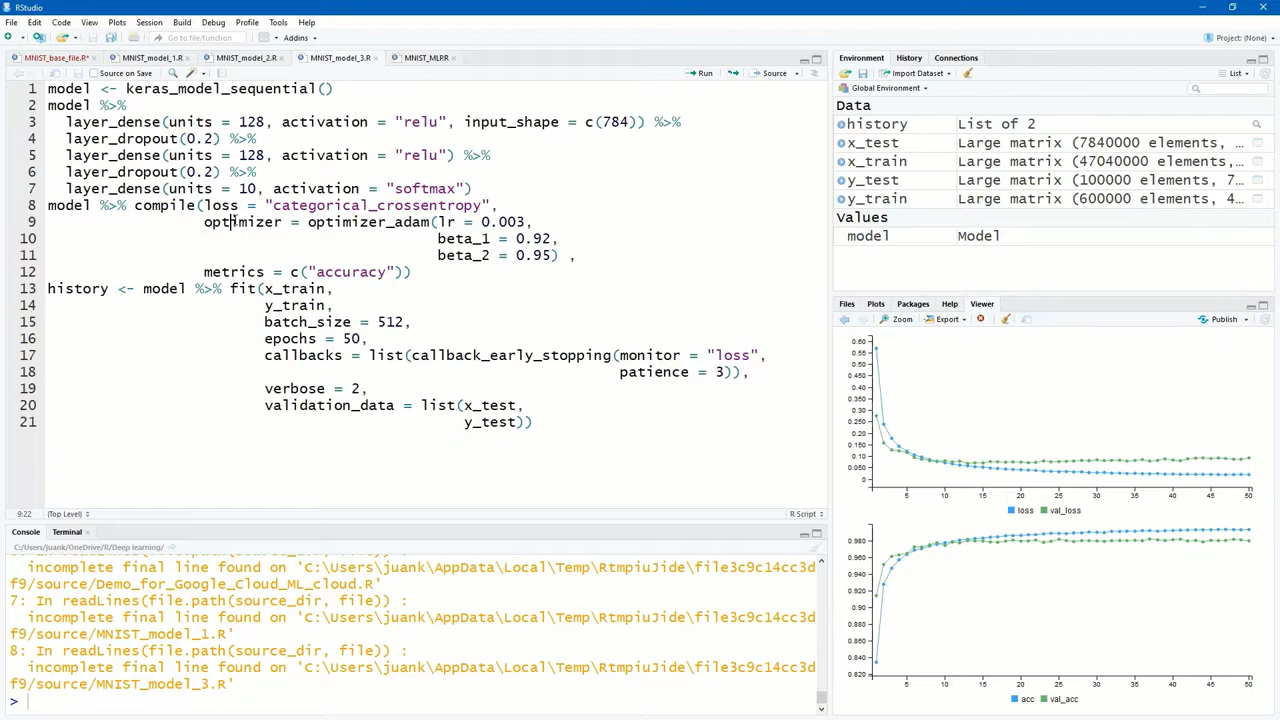 RStudio
File Edit Code View Plots Session Build Debug Profile Tools Help
Go to file/function Addins Project: (None)
MNIST_base_file.R* MNIST_model_1.R MNIST_model_2.R MNIST_model_3.R MNIST_MLRR
Source on Save Run Source
1 model <- keras_model_sequential()
2 model %>%
3 layer_dense(units = 128, activation = "relu", input_shape = c(784)) %>%
4 layer_dropout(0.2) %>%
5 layer_dense(units = 128, activation = "relu") %>%
6 layer_dropout(0.2) %>%
7 layer_dense(units = 10, activation = "softmax")
8 model %>% compile(loss = "categorical_crossentropy",
9 optimizer = optimizer_adam(lr = 0.003,
10 beta_1 = 0.92,
11 beta_2 = 0.95) ,
12 metrics = c("accuracy"))
13 history <- model %>% fit(x_train,
14 y_train,
15 batch_size = 512,
16 epochs = 50,
17 callbacks = list(callback_early_stopping(monitor = "loss",
18 patience = 3)),
19 verbose = 2,
20 validation_data = list(x_test,
21 y_test))
9:22 (Top Level) R Script
Console Terminal
C:/Users/juank/OneDrive/R/Deep learning/
incomplete final line found on 'C:\Users\juank\AppData\Local\Temp\RtmpiuJide\file3c9c14cc3d
f9/source/Demo_for_Google_Cloud_ML_cloud.R'
7: In readLines(file.path(source_dir, file)) :
incomplete final line found on 'C:\Users\juank\AppData\Local\Temp\RtmpiuJide\file3c9c14cc3d
f9/source/MNIST_model_1.R'
8: In readLines(file.path(source_dir, file)) :
incomplete final line found on 'C:\Users\juank\AppData\Local\Temp\RtmpiuJide\file3c9c14cc3d
f9/source/MNIST_model_3.R'
>
Environment History Connections
Import Dataset List
Global Environment
Data
history List of 2
x_test Large matrix (7840000 elements, …
x_train Large matrix (47040000 elements,…
y_test Large matrix (100000 elements, 7…
y_train Large matrix (600000 elements, 4…
Values
model Model
Files Plots Packages Help Viewer
Zoom Export Publish
0.60
0.55
0.50
0.45
0.40
0.35
0.30
0.25
0.20
0.150
0.100
0.050
0
5 10 15 20 25 30 35 40 45 50
loss val_loss
0.980
0.960
0.940
0.920
0.900
0.880
0.860
0.840
0.820
5 10 15 20 25 30 35 40 45 50
acc val_acc